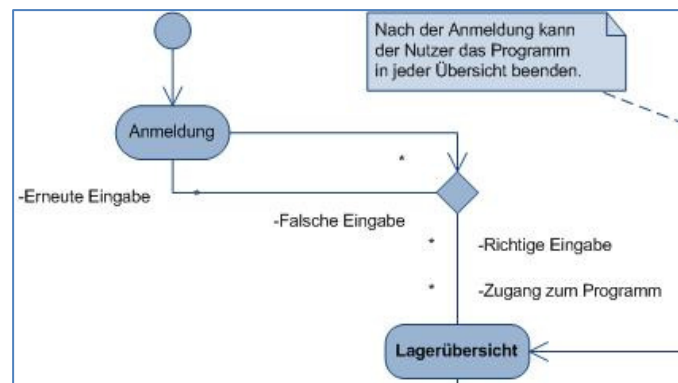 Nach der Anmeldung kann
der Nutzer das Programm
in jeder Übersicht beenden.
Anmeldung
*
-Erneute Eingabe
*
-Falsche Eingabe
*
-Richtige Eingabe
*
-Zugang zum Programm
Lagerübersicht